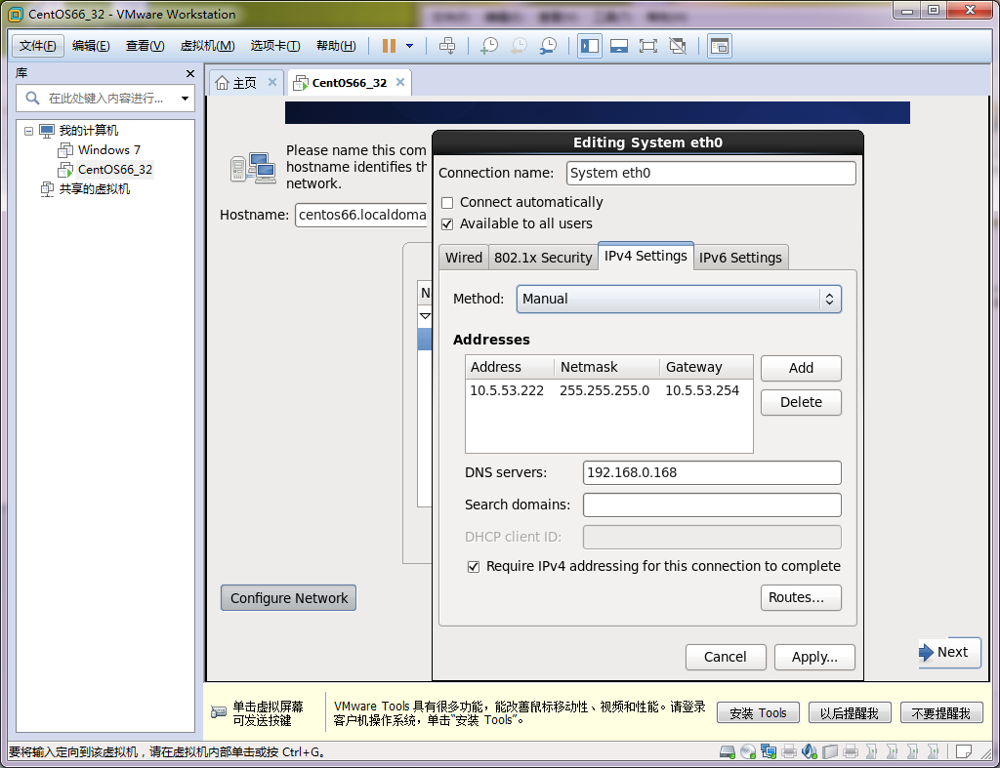 CentOS66_32 - VMware Workstation
文件(F) 编辑(E) 查看(V) 虚拟机(M) 选项卡(T) 帮助(H)
库
在此处键入内容进行...
我的计算机
Windows 7
CentOS66_32
共享的虚拟机
主页
CentOS66_32
Please name this com
hostname identifies th
network.
Hostname: centos66.localdoma
Configure Network
Editing System eth0
Connection name: System eth0
Connect automatically
Available to all users
Wired 802.1x Security IPv4 Settings IPv6 Settings
Method: Manual
Addresses
Address Netmask Gateway
10.5.53.222 255.255.255.0 10.5.53.254
Add
Delete
DNS servers: 192.168.0.168
Search domains:
DHCP client ID:
Require IPv4 addressing for this connection to complete
Routes...
Cancel Apply...
Next
单击虚拟屏幕
可发送按键
VMware Tools 具有很多功能，能改善鼠标移动性、视频和性能。请登录
客户机操作系统，单击“安装 Tools”。
安装 Tools 以后提醒我 不要提醒我
要将输入定向到该虚拟机，请在虚拟机内部单击或按 Ctrl+G。